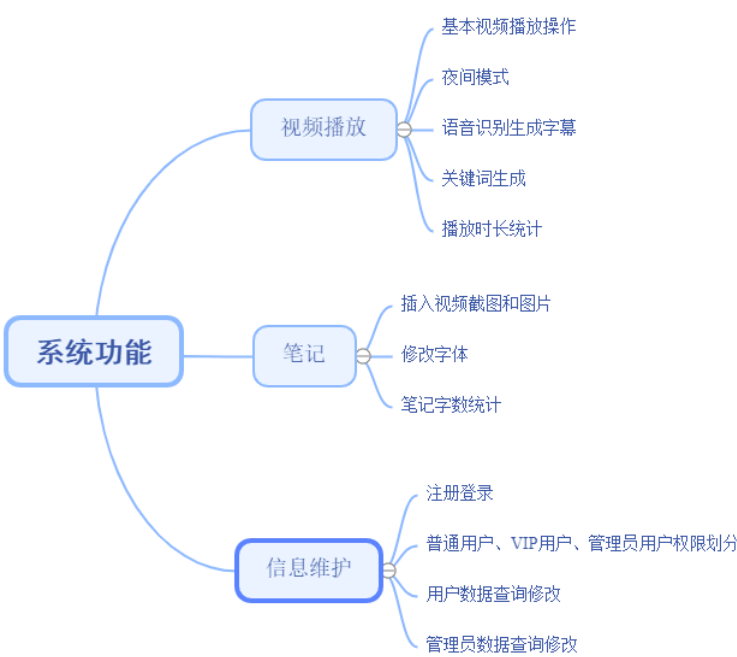 系统功能
视频播放
基本视频播放操作
夜间模式
语音识别生成字幕
关键词生成
播放时长统计
笔记
插入视频截图和图片
修改字体
笔记字数统计
信息维护
注册登录
普通用户、VIP用户、管理员用户权限划分
用户数据查询修改
管理员数据查询修改